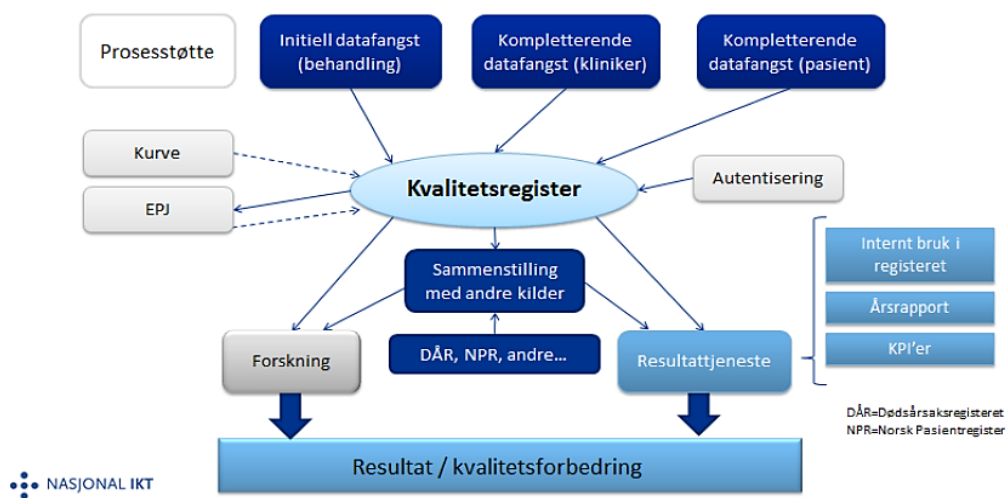 Prosesstøtte
Initiell datafangst
(behandling)
Kompletterende
datafangst (kliniker)
Kompletterende
datafangst (pasient)
Kurve
EPJ
Kvalitetsregister
Autentisering
Sammenstilling
med andre kilder
Internt bruk i
registeret
Årsrapport
KPI'er
Forskning
DÅR, NPR, andre...
Resultattjeneste
DÅR=Dødsårsaksregisteret
NPR=Norsk Pasientregister
Resultat / kvalitetsforbedring
NASJONAL IKT